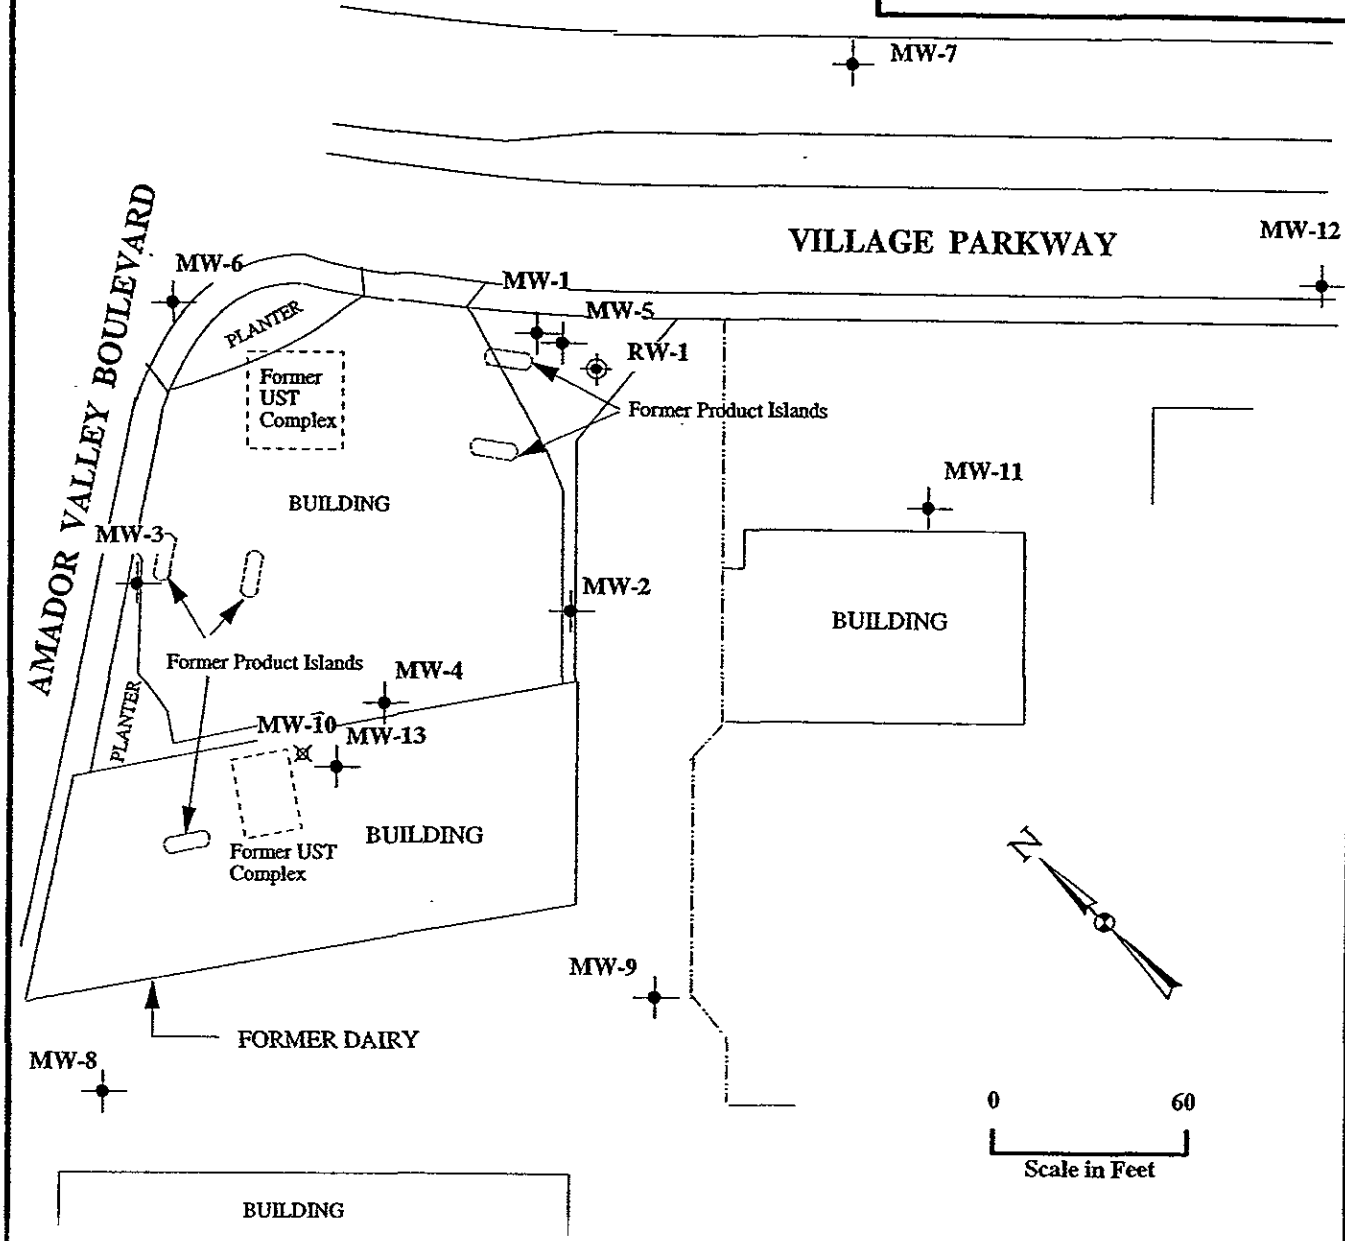 MW-7
VILLAGE PARKWAY
MW-12
AMADOR VALLEY BOULEVARD
MW-6
MW-1
PLANTER
MW-5
RW-1
Former
UST
Complex
Former Product Islands
MW-11
BUILDING
MW-3
MW-2
BUILDING
Former Product Islands
MW-4
PLANTER
MW-10
MW-13
BUILDING
Former UST
Complex
N
MW-9
FORMER DAIRY
MW-8
0 60
Scale in Feet
BUILDING